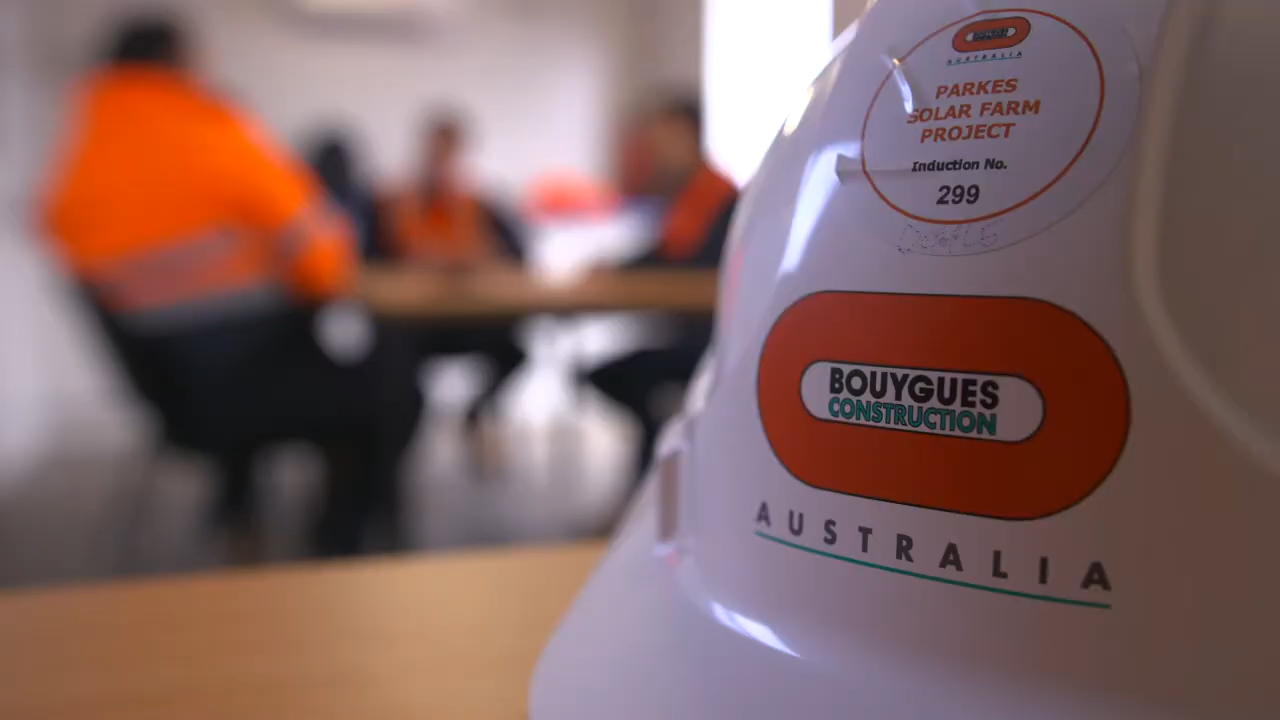 AUSTRALIA
PARKES
SOLAR FARM
PROJECT
Induction No.
299
BOUYGUES
CONSTRUCTION
AUSTRALIA